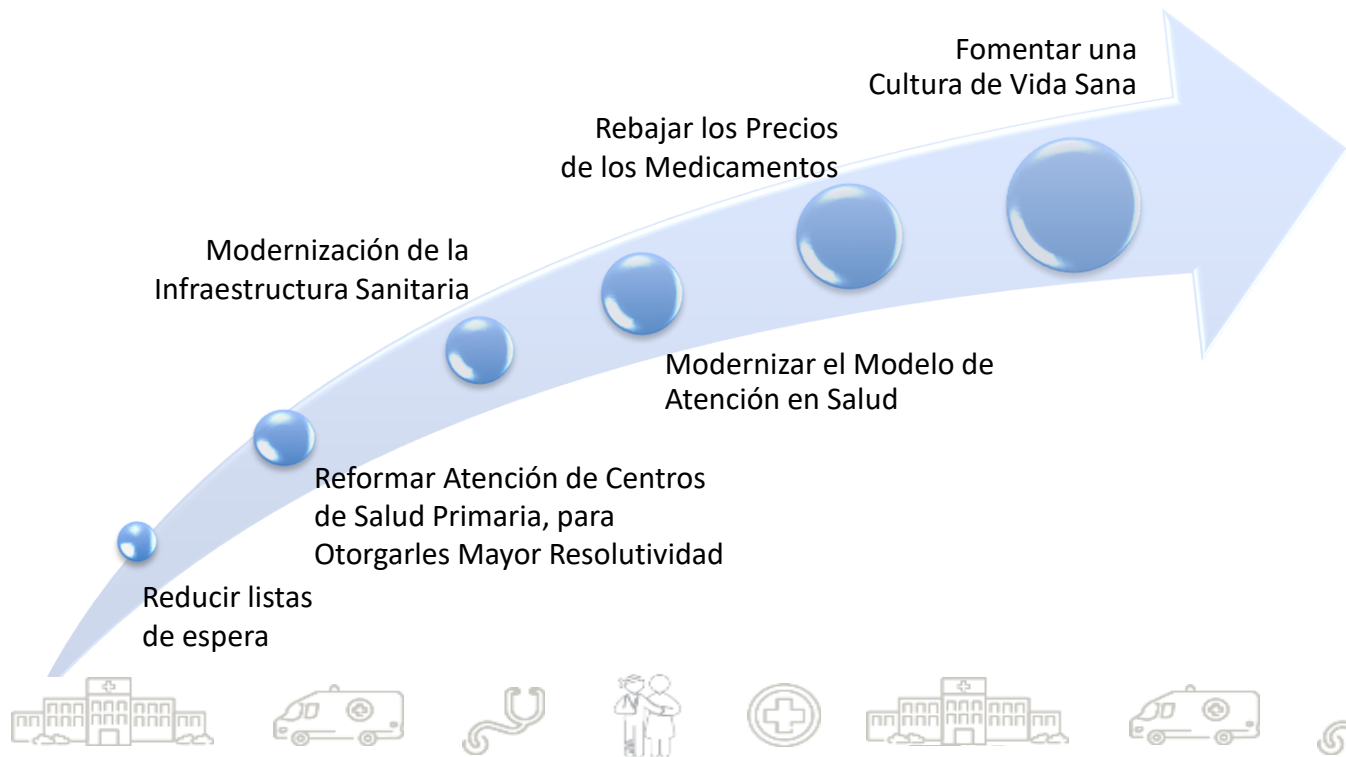 Fomentar una
Cultura de Vida Sana
Rebajar los Precios
de los Medicamentos
Modernización de la
Infraestructura Sanitaria
Modernizar el Modelo de
Atención en Salud
Reformar Atención de Centros
de Salud Primaria, para
Otorgarles Mayor Resolutividad
Reducir listas
de espera